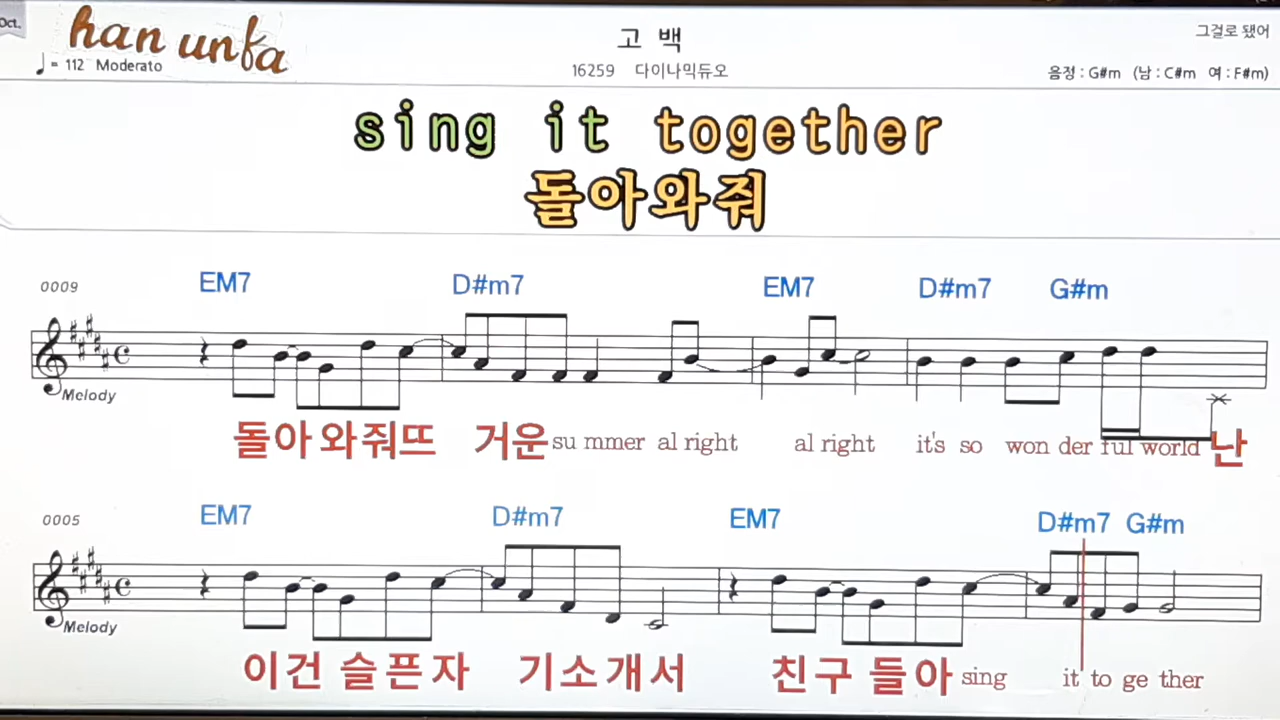 Oct.
han unfa
그걸로 됐어
고 백
♩= 112 Moderato
16259 다이나믹듀오
음정 : G#m (남 : C#m 여 : F#m)
sing it together
돌아와줘
0009 EM7 D#m7 EM7 D#m7 G#m
Melody
돌아와줘뜨 거운 su mmer al right al right it's so won der ful world 난
0005 EM7 D#m7 EM7 D#m7 G#m
Melody
이건 슬픈자 기소개서 친구 들아 sing it to ge ther